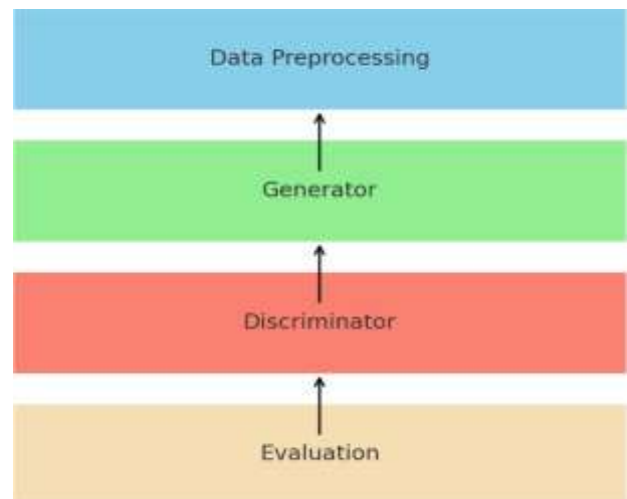 Data Preprocessing
Generator
Discriminator
Evaluation